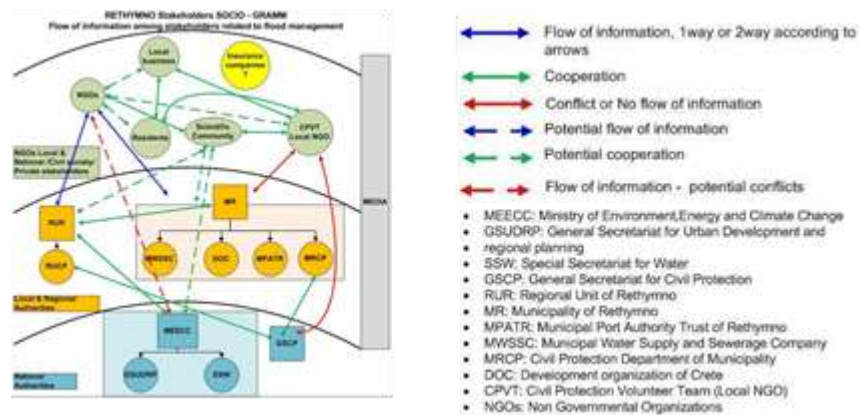 RETHYMNO Stakeholders SOCIO - GRAMM
Flow of information among stakeholders related to flood management
Local
business
Insurance
companies
?
NGOs
Residents
Scientific
Community
CPVT
Local NGO
NGOs Local &
National /Civil society/
Private stakeholders
MEDIA
RUR
MR
RUCP
MWSSC
DOC
MPATR
MRCP
Local & Regional
Authorities
MEECC
GSCP
GSUDRP
SSW
National
Authorities
Flow of information, 1way or 2way according to
arrows
Cooperation
Conflict or No flow of information
Potential flow of information
Potential cooperation
Flow of information - potential conflicts
• MEECC: Ministry of Environment,Energy and Climate Change
• GSUDRP: General Secretariat for Urban Development and
• regional planning
• SSW: Special Secretariat for Water
• GSCP: General Secretariat for Civil Protection
• RUR: Regional Unit of Rethymno
• MR: Municipality of Rethymno
• MPATR: Municipal Port Authority Trust of Rethymno
• MWSSC: Municipal Water Supply and Sewerage Company
• MRCP: Civil Protection Department of Municipality
• DOC: Development organization of Crete
• CPVT: Civil Protection Volunteer Team (Local NGO)
• NGOs: Non Governmental Organizations